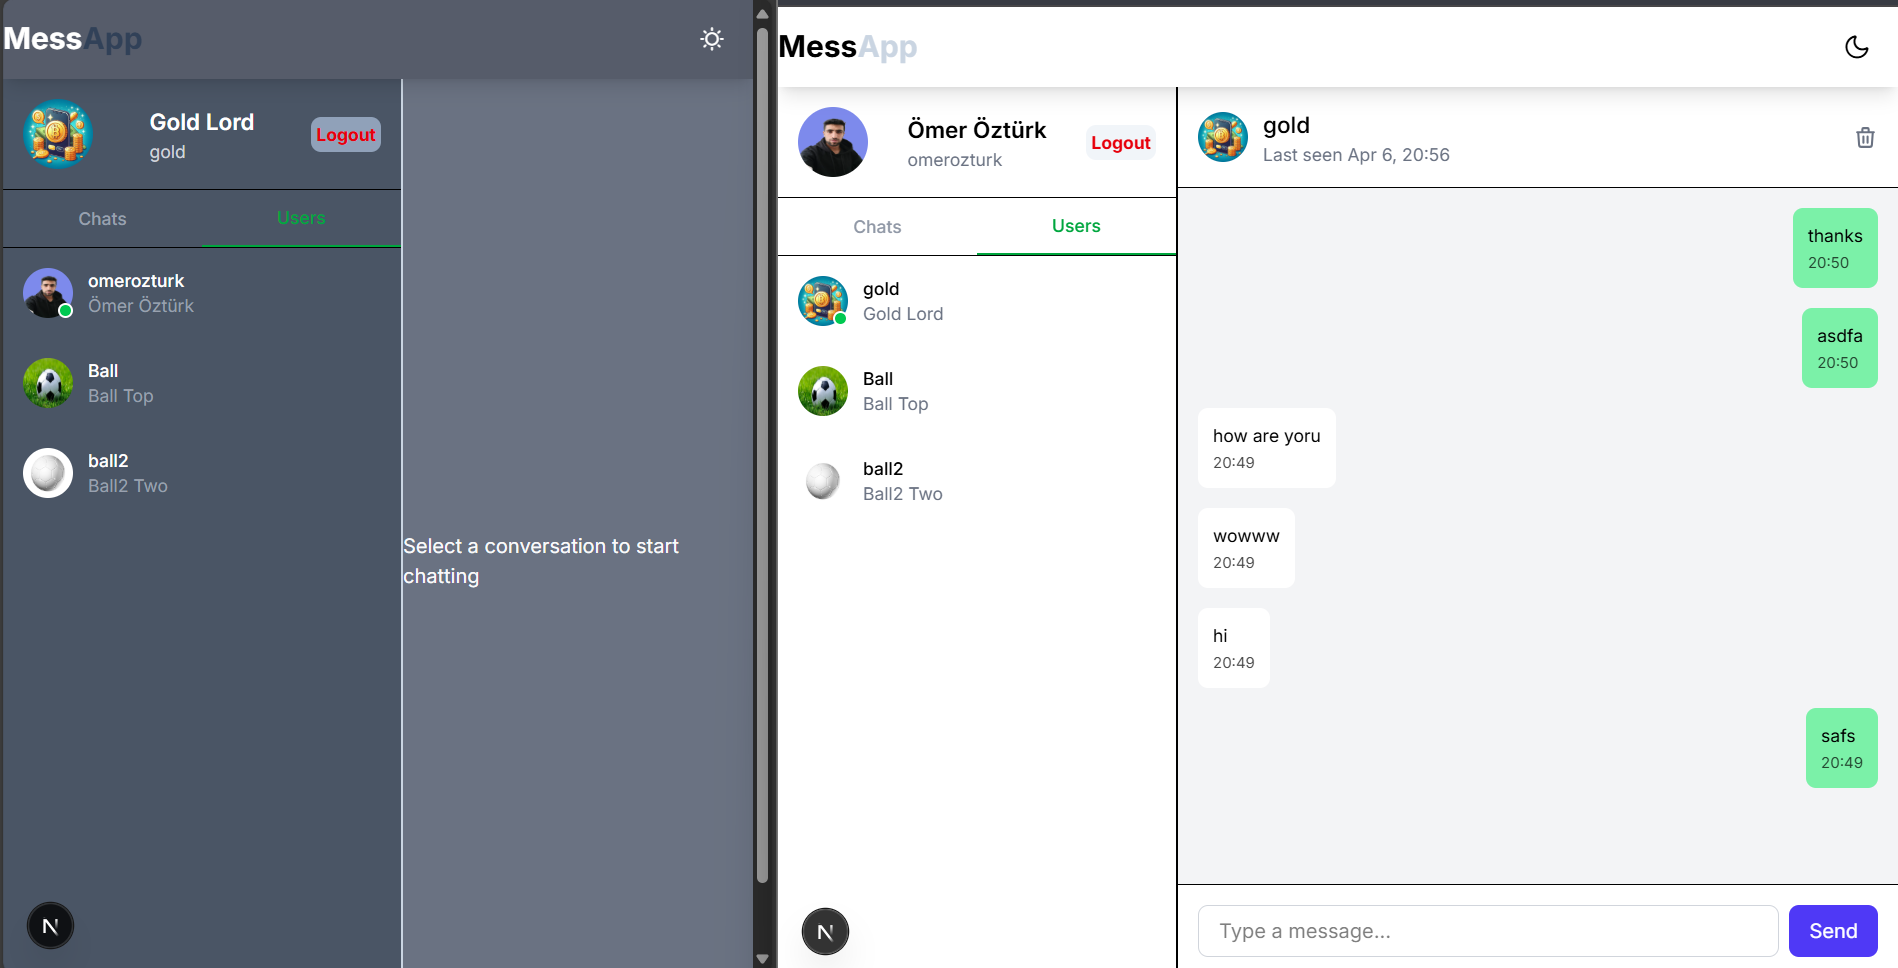 MessApp
Gold Lord
gold
Logout
Chats
Users
omerozturk
Ömer Öztürk
Ball
Ball Top
ball2
Ball2 Two
Select a conversation to start
chatting
N
MessApp
Ömer Öztürk
omerozturk
Logout
Chats
Users
gold
Gold Lord
Ball
Ball Top
ball2
Ball2 Two
N
gold
Last seen Apr 6, 20:56
thanks
20:50
asdfa
20:50
how are yoru
20:49
wowww
20:49
hi
20:49
safs
20:49
Type a message...
Send